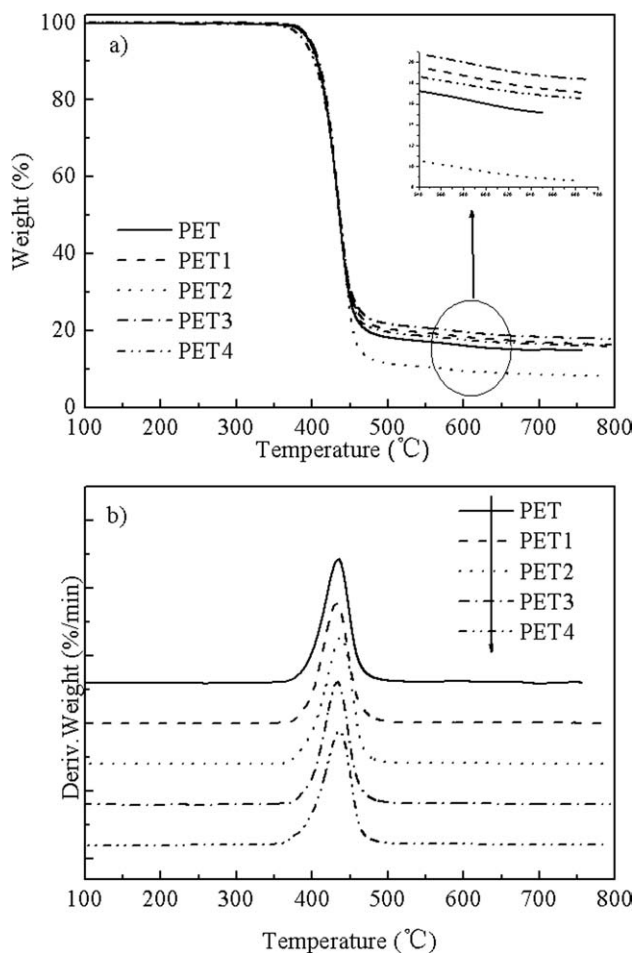 a)
100
80
60
40
20
0
Weight (%)
PET
PET1
PET2
PET3
PET4
100 200 300 400 500 600 700 800
Temperature (℃)
b)
PET
PET1
PET2
PET3
PET4
Deriv.Weight (%/min)
100 200 300 400 500 600 700 800
Temperature (℃)